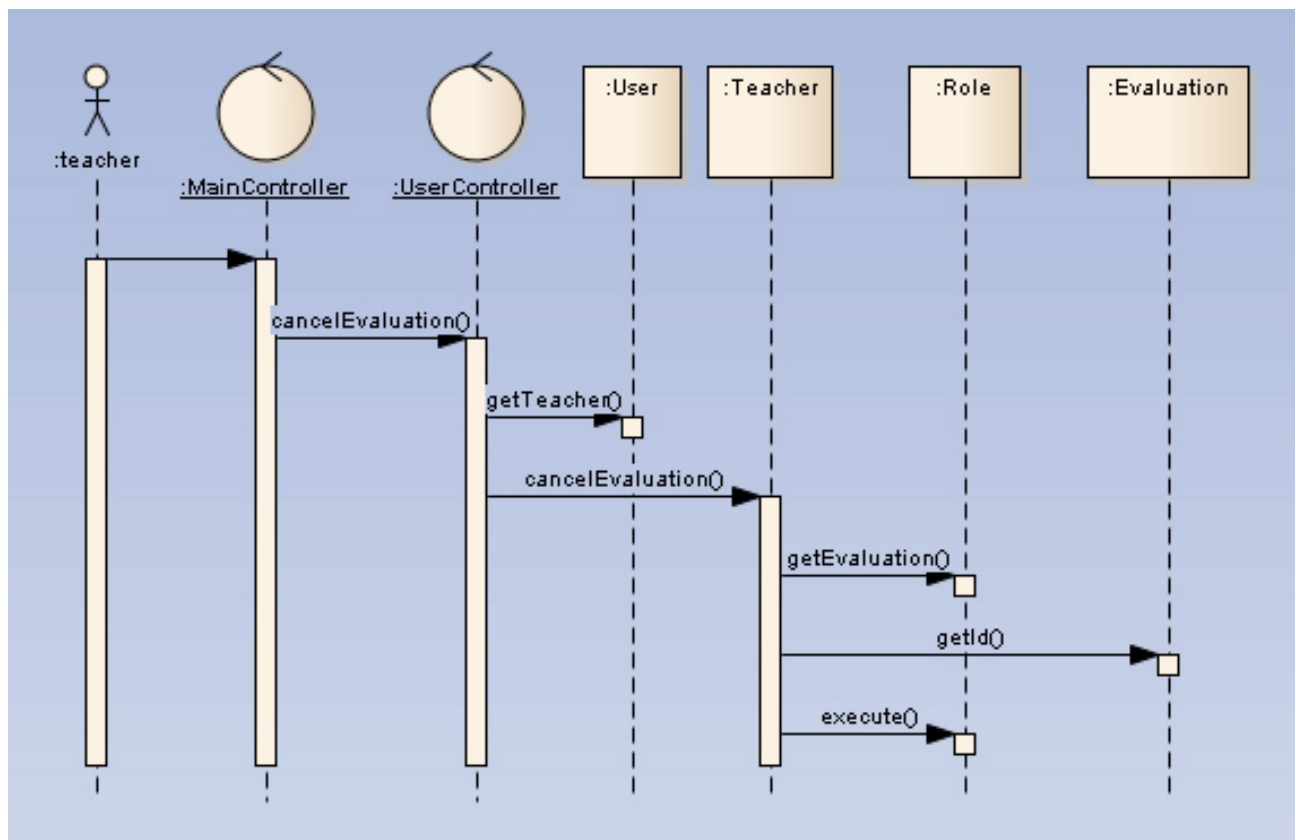 :User
:Teacher
:Role
:Evaluation
:teacher
:MainController
:UserController
cancelEvaluation()
getTeacher()
cancelEvaluation()
getEvaluation()
getId()
execute()